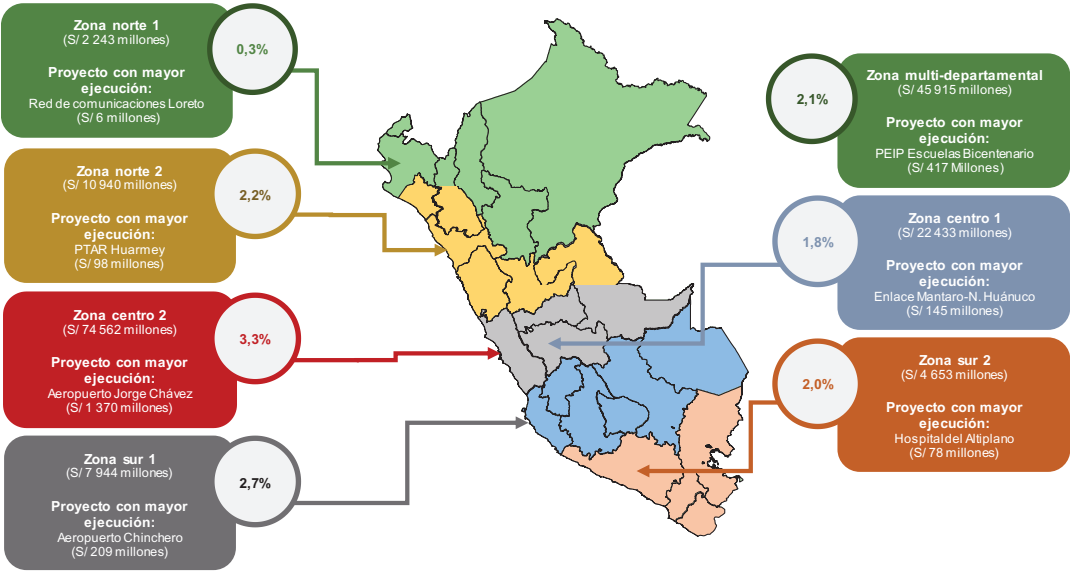 Zona norte 1
(S/ 2 243 millones)
Proyecto con mayor
ejecución:
Red de comunicaciones Loreto
(S/ 6 millones)
0,3%
Zona norte 2
(S/ 10 940 millones)
Proyecto con mayor
ejecución:
PTAR Huarmey
(S/ 98 millones)
2,2%
Zona centro 2
(S/ 74 562 millones)
Proyecto con mayor
ejecución:
Aeropuerto Jorge Chávez
(S/ 1 370 millones)
3,3%
Zona sur 1
(S/ 7 944 millones)
Proyecto con mayor
ejecución:
Aeropuerto Chinchero
(S/ 209 millones)
2,7%
2,1%
Zona multi-departamental
(S/ 45 915 millones)
Proyecto con mayor
ejecución:
PEIP Escuelas Bicentenario
(S/ 417 Millones)
1,8%
Zona centro 1
(S/ 22 433 millones)
Proyecto con mayor
ejecución:
Enlace Mantaro-N. Huánuco
(S/ 145 millones)
2,0%
Zona sur 2
(S/ 4 653 millones)
Proyecto con mayor
ejecución:
Hospital del Altiplano
(S/ 78 millones)